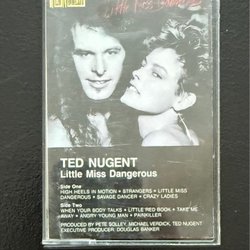 Little Miss Dangerous
TED NUGENT
Little Miss Dangerous
Side One
HIGH HEELS IN MOTION • STRANGERS • LITTLE MISS
DANGEROUS • SAVAGE DANCER • CRAZY LADIES
Side Two
WHEN YOUR BODY TALKS • LITTLE RED BOOK • TAKE ME
AWAY • ANGRY YOUNG MAN • PAINKILLER
PRODUCED BY PETE SOLLEY, MICHAEL VERDICK, TED NUGENT
EXECUTIVE PRODUCER: DOUGLAS BANKER